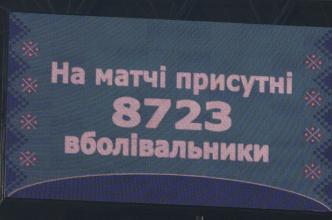 На матчі присутні
8723
вболівальники